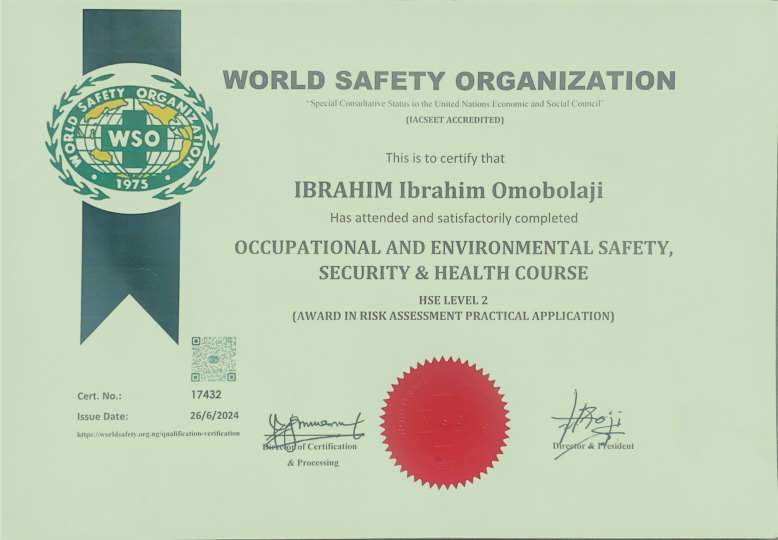 WORLD SAFETY ORGANIZATION
"Special Consultative Status to the United Nations Economic and Social Council"
(IACSEET ACCREDITED)
WORLD SAFETY ORGANIZATION
WSO
1975
This is to certify that
IBRAHIM Ibrahim Omobolaji
Has attended and satisfactorily completed
OCCUPATIONAL AND ENVIRONMENTAL SAFETY,
SECURITY & HEALTH COURSE
HSE LEVEL 2
(AWARD IN RISK ASSESSMENT PRACTICAL APPLICATION)
Cert. No.: 17432
Issue Date: 26/6/2024
https://worldsafety.org.ng/qualification-verification
Director of Certification
& Processing
WSO
Director & President